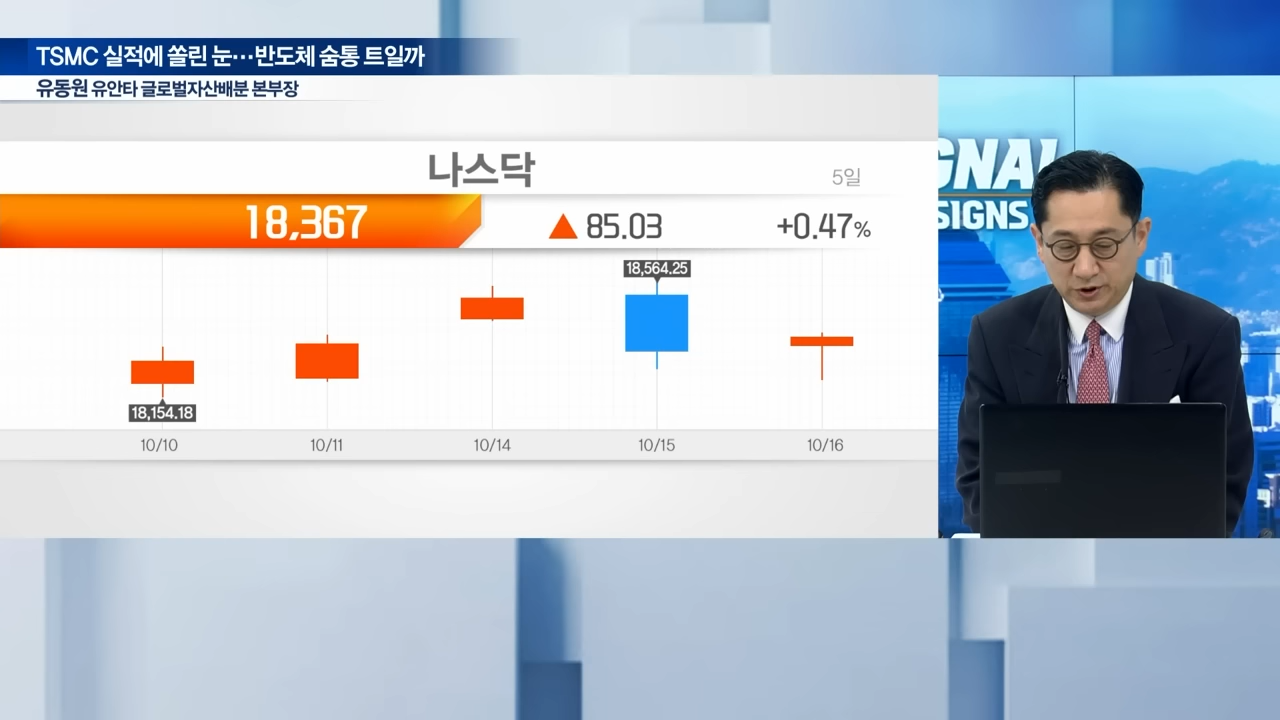 TSMC 실적에 쏠린 눈…반도체 숨통 트일까
유동원 유안타 글로벌자산배분 본부장
나스닥
5일
18,367 ▲ 85.03 +0.47%
18,564.25
18,154.18
10/10 10/11 10/14 10/15 10/16
GNAL
SIGNS